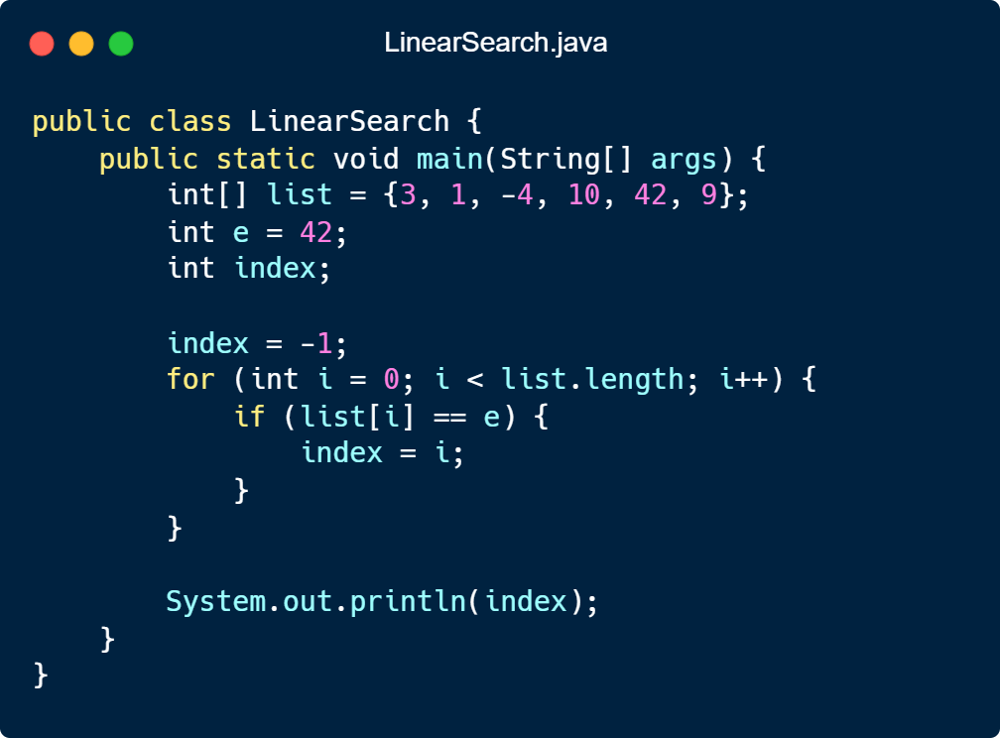 LinearSearch.java
public class LinearSearch {
    public static void main(String[] args) {
        int[] list = {3, 1, -4, 10, 42, 9};
        int e = 42;
        int index;

        index = -1;
        for (int i = 0; i < list.length; i++) {
            if (list[i] == e) {
                index = i;
            }
        }

        System.out.println(index);
    }
}